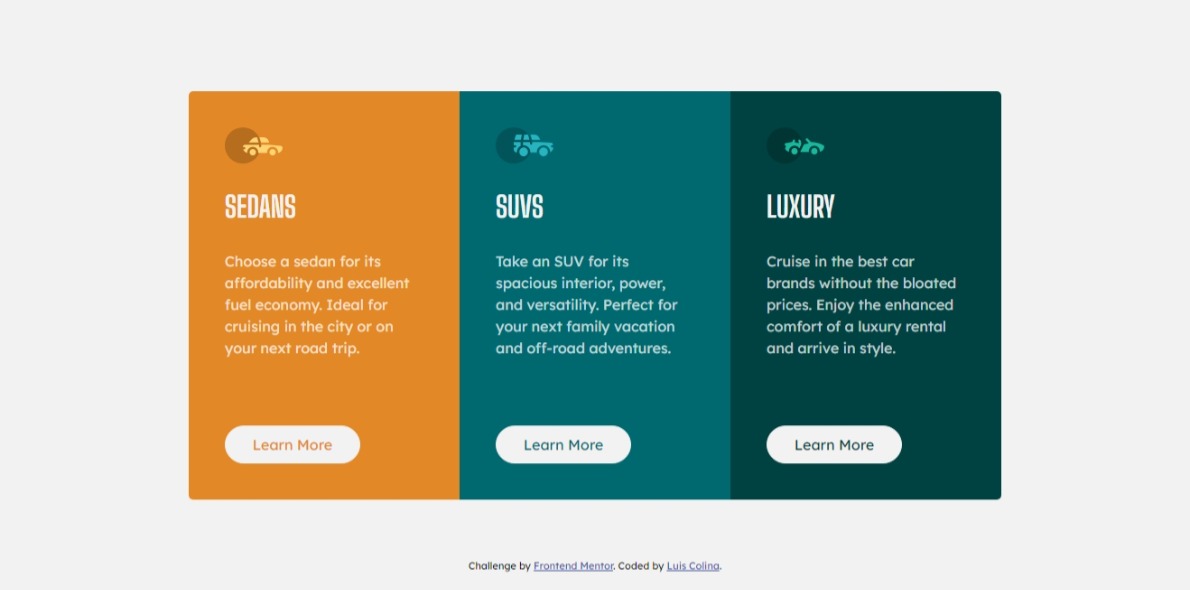 SEDANS
Choose a sedan for its
affordability and excellent
fuel economy. Ideal for
cruising in the city or on
your next road trip.
Learn More
SUVS
Take an SUV for its
spacious interior, power,
and versatility. Perfect for
your next family vacation
and off-road adventures.
Learn More
LUXURY
Cruise in the best car
brands without the bloated
prices. Enjoy the enhanced
comfort of a luxury rental
and arrive in style.
Learn More
Challenge by Frontend Mentor. Coded by Luis Colina.